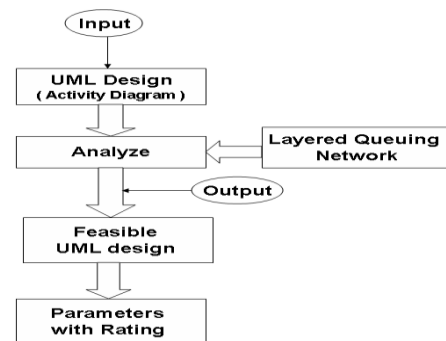 Input
UML Design
( Activity Diagram )
Analyze
Layered Queuing
Network
Output
Feasible
UML design
Parameters
with Rating